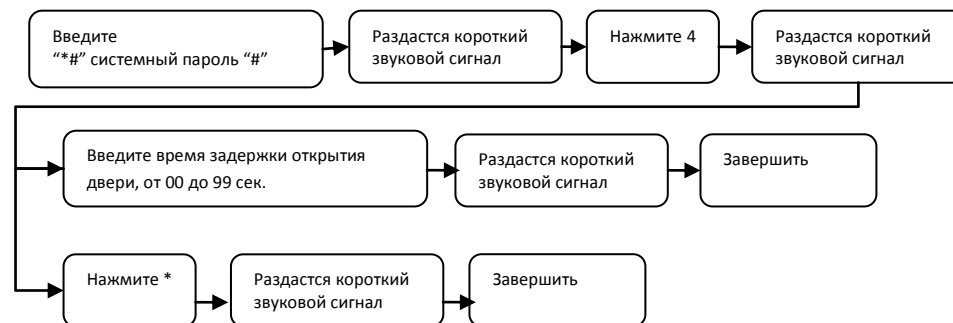 Введите
“*#” системный пароль “#”
Раздастся короткий
звуковой сигнал
Нажмите 4
Раздастся короткий
звуковой сигнал
Введите время задержки открытия
двери, от 00 до 99 сек.
Раздастся короткий
звуковой сигнал
Завершить
Нажмите *
Раздастся короткий
звуковой сигнал
Завершить